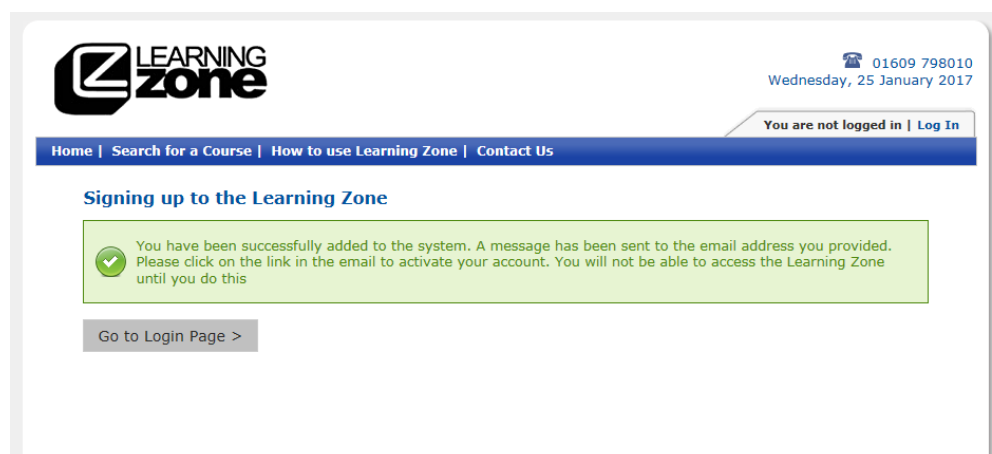 LEARNING
zone
01609 798010
Wednesday, 25 January 2017
You are not logged in | Log In
Home | Search for a Course | How to use Learning Zone | Contact Us
Signing up to the Learning Zone
You have been successfully added to the system. A message has been sent to the email address you provided.
Please click on the link in the email to activate your account. You will not be able to access the Learning Zone
until you do this
Go to Login Page >